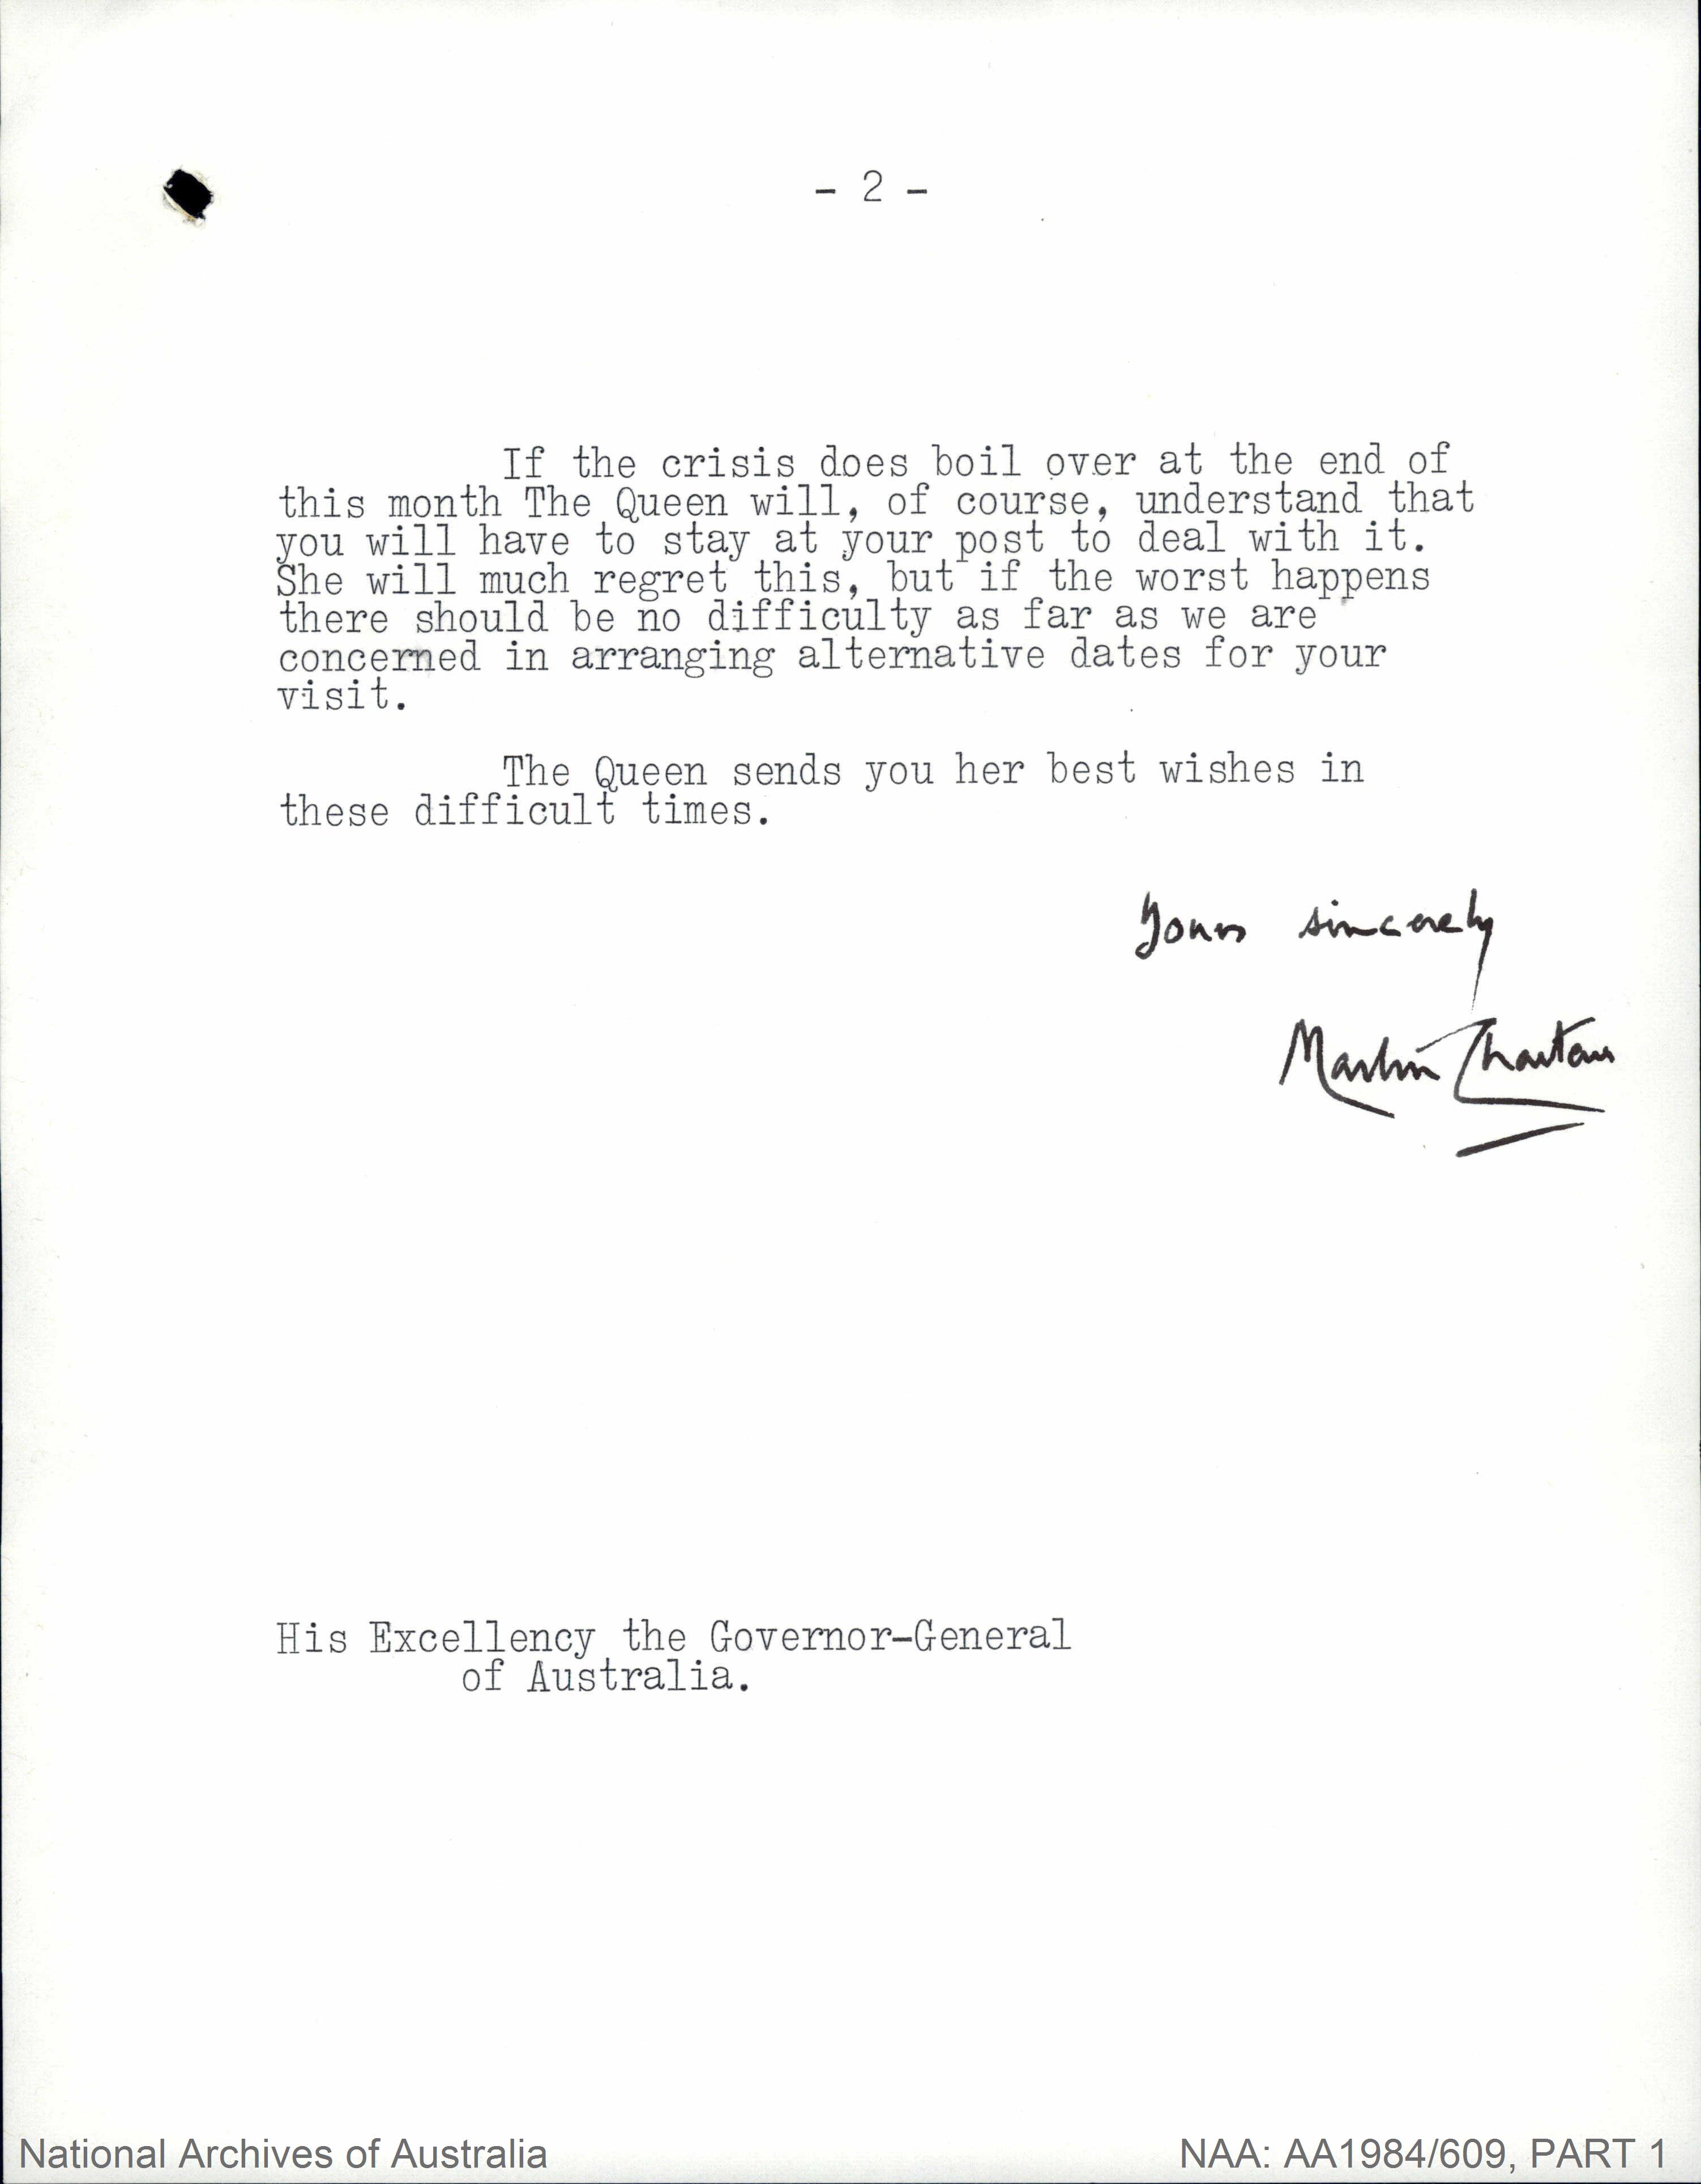 - 2 -
If the crisis does boil over at the end of
this month The Queen will, of course, understand that
you will have to stay at your post to deal with it.
She will much regret this, but if the worst happens
there should be no difficulty as far as we are
concerned in arranging alternative dates for your
visit.
The Queen sends you her best wishes in
these difficult times.
Yours sincerely
Martin Charteris
His Excellency the Governor-General
of Australia.
National Archives of Australia
NAA: AA1984/609, PART 1